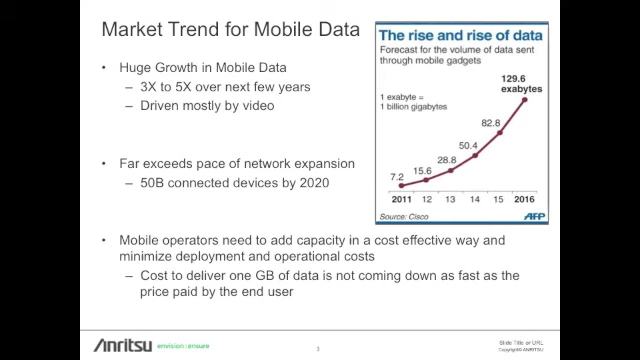 Market Trend for Mobile Data
• Huge Growth in Mobile Data
– 3X to 5X over next few years
– Driven mostly by video
• Far exceeds pace of network expansion
– 50B connected devices by 2020
• Mobile operators need to add capacity in a cost effective way and
minimize deployment and operational costs
– Cost to deliver one GB of data is not coming down as fast as the
price paid by the end user
The rise and rise of data
Forecast for the volume of data sent
through mobile gadgets
129.6
exabytes
1 exabyte =
1 billion gigabytes
82.8
50.4
28.8
15.6
7.2
2011 12 13 14 15 2016
Source: Cisco
AFP
Anritsu envision : ensure
3
Slide Title or URL
Copyright© ANRITSU